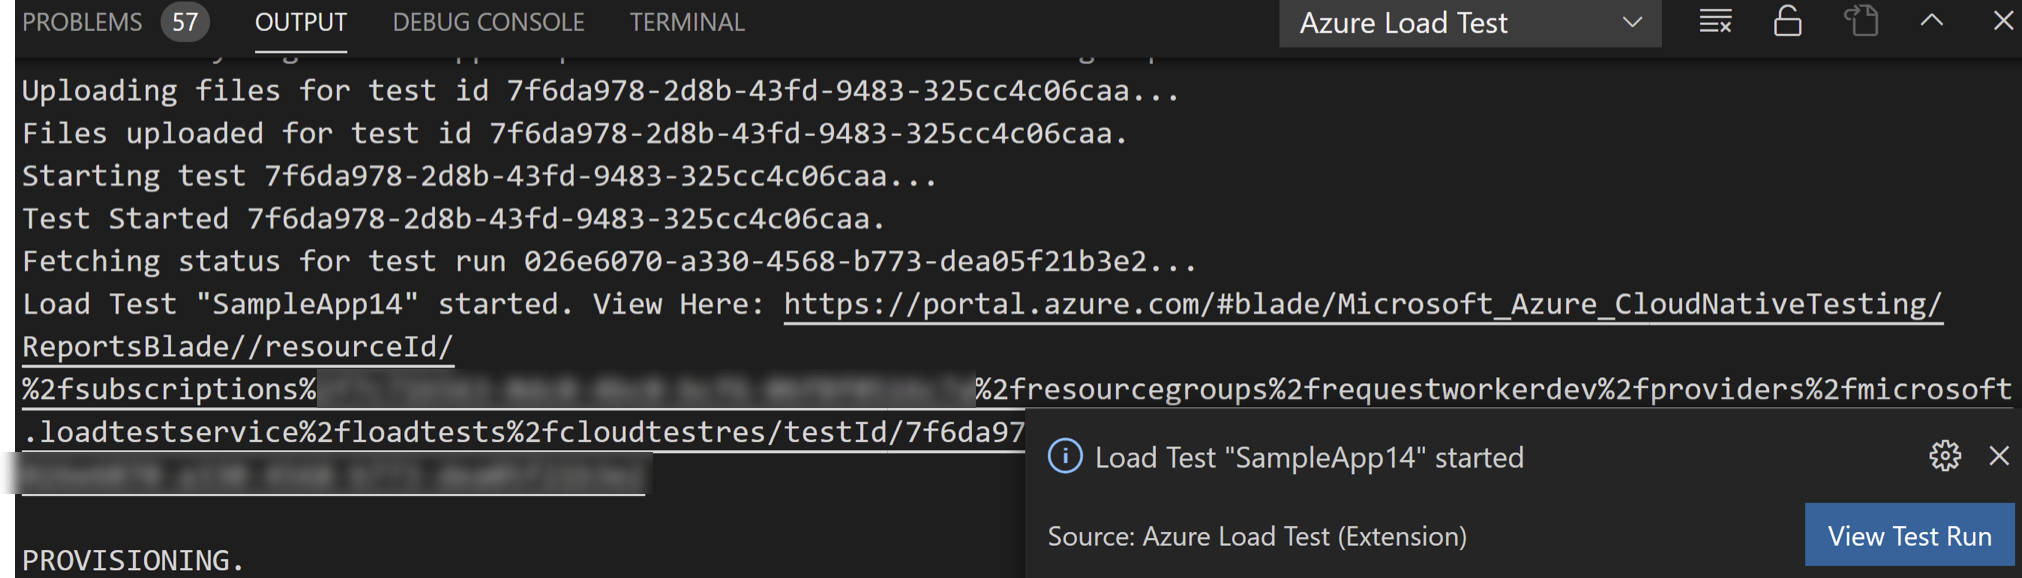 PROBLEMS 57 OUTPUT DEBUG CONSOLE TERMINAL Azure Load Test
Uploading files for test id 7f6da978-2d8b-43fd-9483-325cc4c06caa...
Files uploaded for test id 7f6da978-2d8b-43fd-9483-325cc4c06caa.
Starting test 7f6da978-2d8b-43fd-9483-325cc4c06caa...
Test Started 7f6da978-2d8b-43fd-9483-325cc4c06caa.
Fetching status for test run 026e6070-a330-4568-b773-dea05f21b3e2...
Load Test "SampleApp14" started. View Here: https://portal.azure.com/#blade/Microsoft_Azure_CloudNativeTesting/
ReportsBlade//resourceId/
%2fsubscriptions% %2fresourcegroups%2frequestworkerdev%2fproviders%2fmicrosoft
.loadtestservice%2floadtests%2fcloudtestres/testId/7f6da97
PROVISIONING.
Load Test "SampleApp14" started
Source: Azure Load Test (Extension)
View Test Run